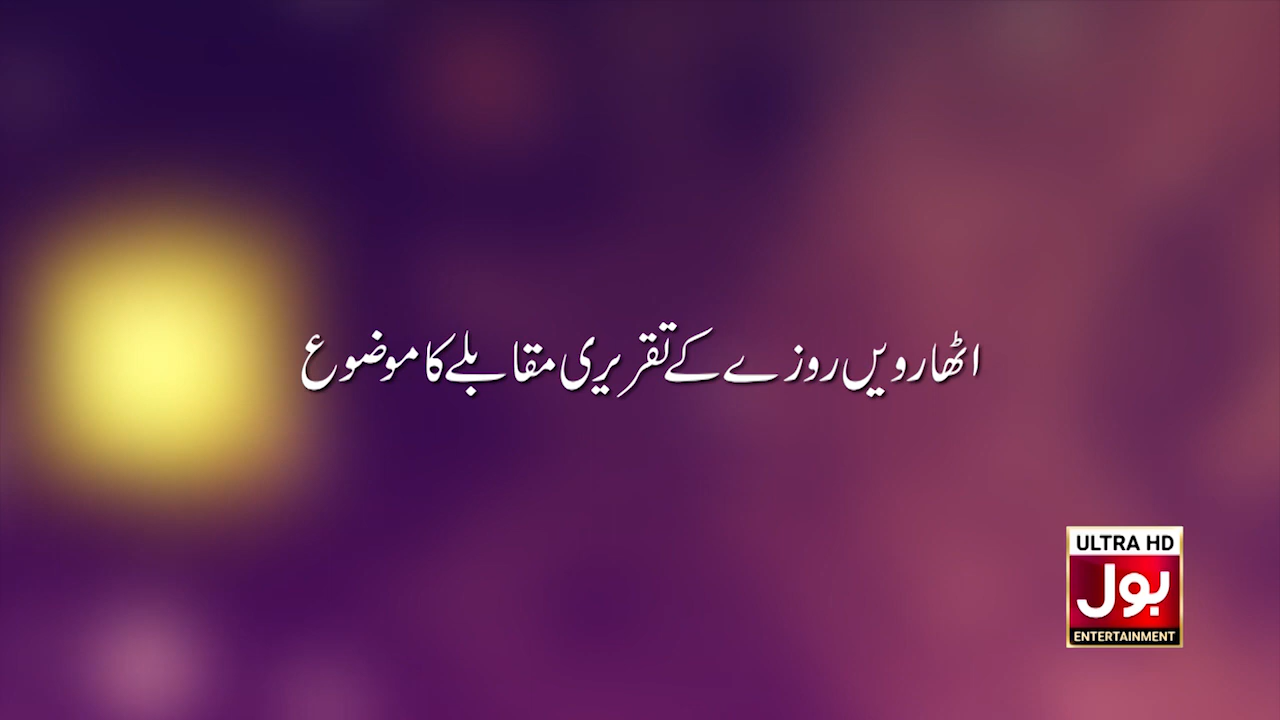 اٹھارویں روزے کے تقریری مقابلے کا موضوع
ULTRA HD
بول
ENTERTAINMENT